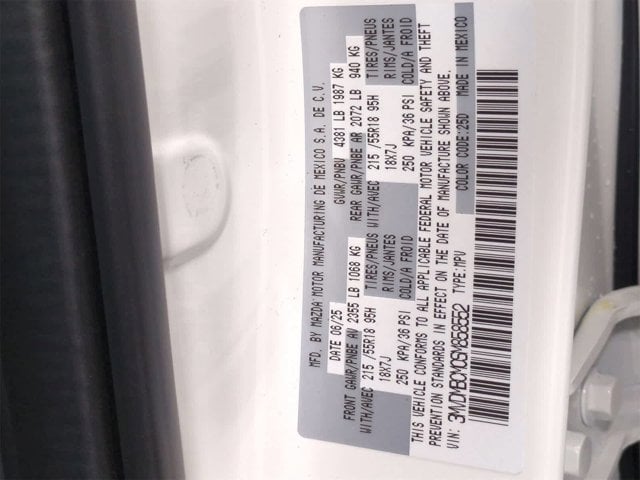 MFD. BY MAZDA MOTOR MANUFACTURING DE MEXICO S.A. DE C.V.
DATE 06/25 GVWR/PNBV 4381 LB 1987 KG
FRONT GAWR/PNBE AV 2355 LB 1068 KG REAR GAWR/PNBE AR 2072 LB 940 KG
WITH/AVEC 215 /55R18 95H TIRES/PNEUS WITH/AVEC 215 /55R18 95H TIRES/PNEUS
18X7J RIMS/JANTES 18X7J RIMS/JANTES
250 KPA/36 PSI COLD/A FROID 250 KPA/36 PSI COLD/A FROID
THIS VEHICLE CONFORMS TO ALL APPLICABLE FEDERAL MOTOR VEHICLE SAFETY AND THEFT
PREVENTION STANDARDS IN EFFECT ON THE DATE OF MANUFACTURE SHOWN ABOVE.
VIN: TYPE:MPV COLOR CODE:25D MADE IN MEXICO